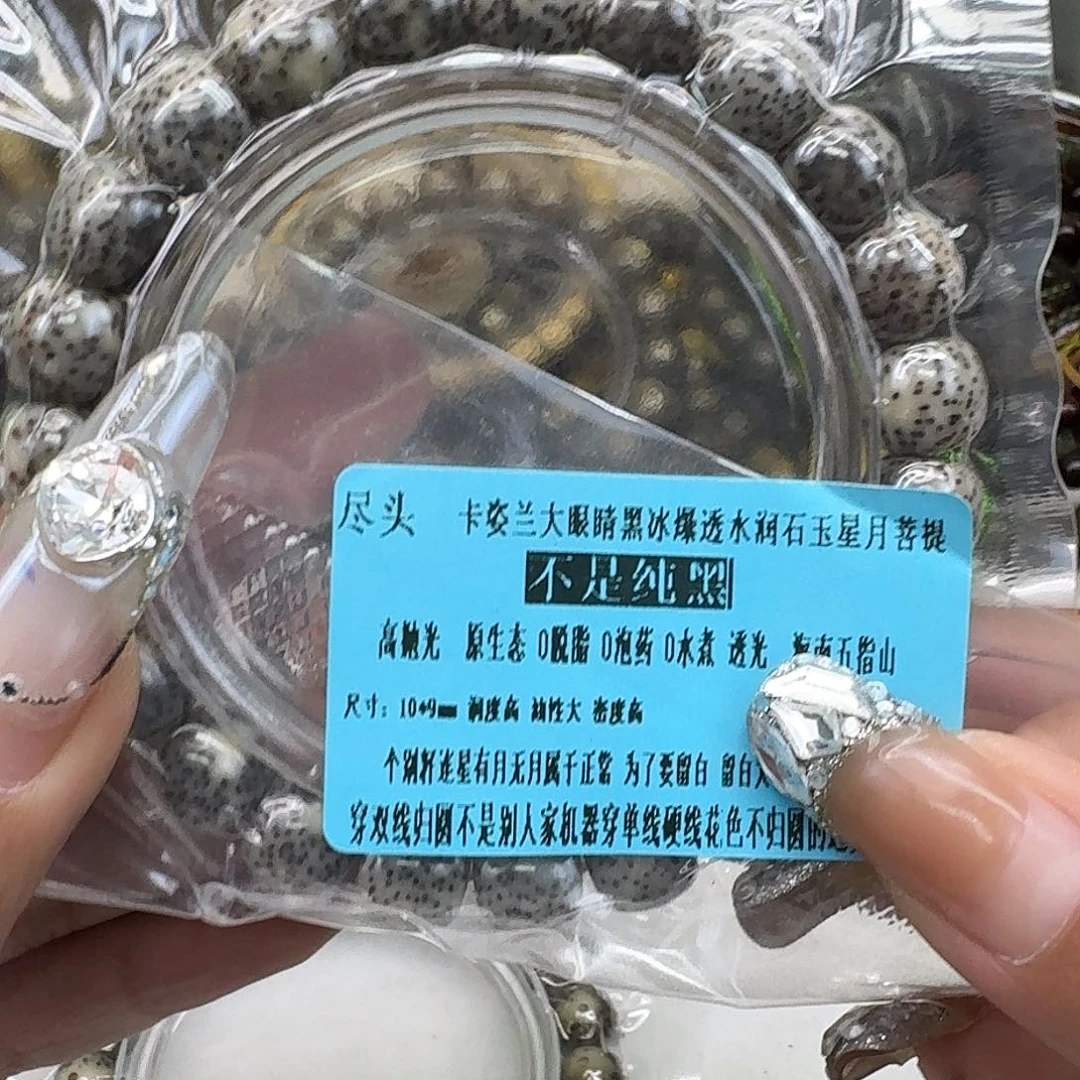 尽头 卡姿兰大眼睛黑冰爆透水润石玉星月菩提
不是纯黑
高抛光 原生态 0脱脂 0泡药 0水煮 透光 海南五指山
尺寸: 10*9mm 润度高 油性大 密度高
个别籽连星有月无月属于正常 为了要留白 留白
穿双线归圆不是别人家机器穿单线硬线花色不归圆的